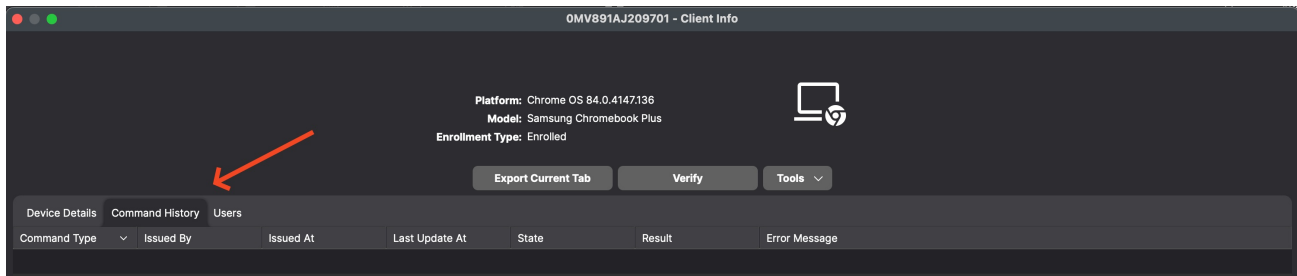 0MV891AJ209701 - Client Info
Platform: Chrome OS 84.0.4147.136
Model: Samsung Chromebook Plus
Enrollment Type: Enrolled
Export Current Tab Verify Tools
Device Details Command History Users
Command Type Issued By Issued At Last Update At State Result Error Message